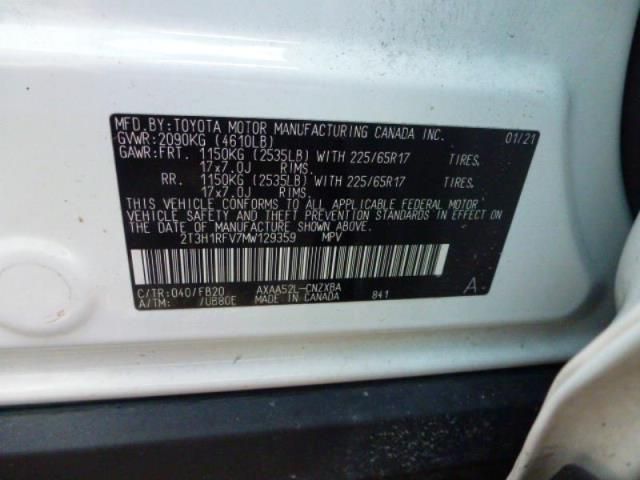 MFD.BY:TOYOTA MOTOR MANUFACTURING CANADA INC. 01/21
GVWR:2090KG (4610LB)
GAWR:FRT. 1150KG (2535LB) WITH 225/65R17 TIRES.
17x7.0J RIMS.
RR. 1150KG (2535LB) WITH 225/65R17 TIRES.
17x7.0J RIMS.
THIS VEHICLE CONFORMS TO ALL APPLICABLE FEDERAL MOTOR
VEHICLE SAFETY AND THEFT PREVENTION STANDARDS IN EFFECT ON
THE DATE OF MANUFACTURE SHOWN ABOVE.
2T3H1RFV7MW129359 MPV
C/TR:040/FB20 AXAA52L-CNZXBA 841 A
A/TM: /UB80E MADE IN CANADA